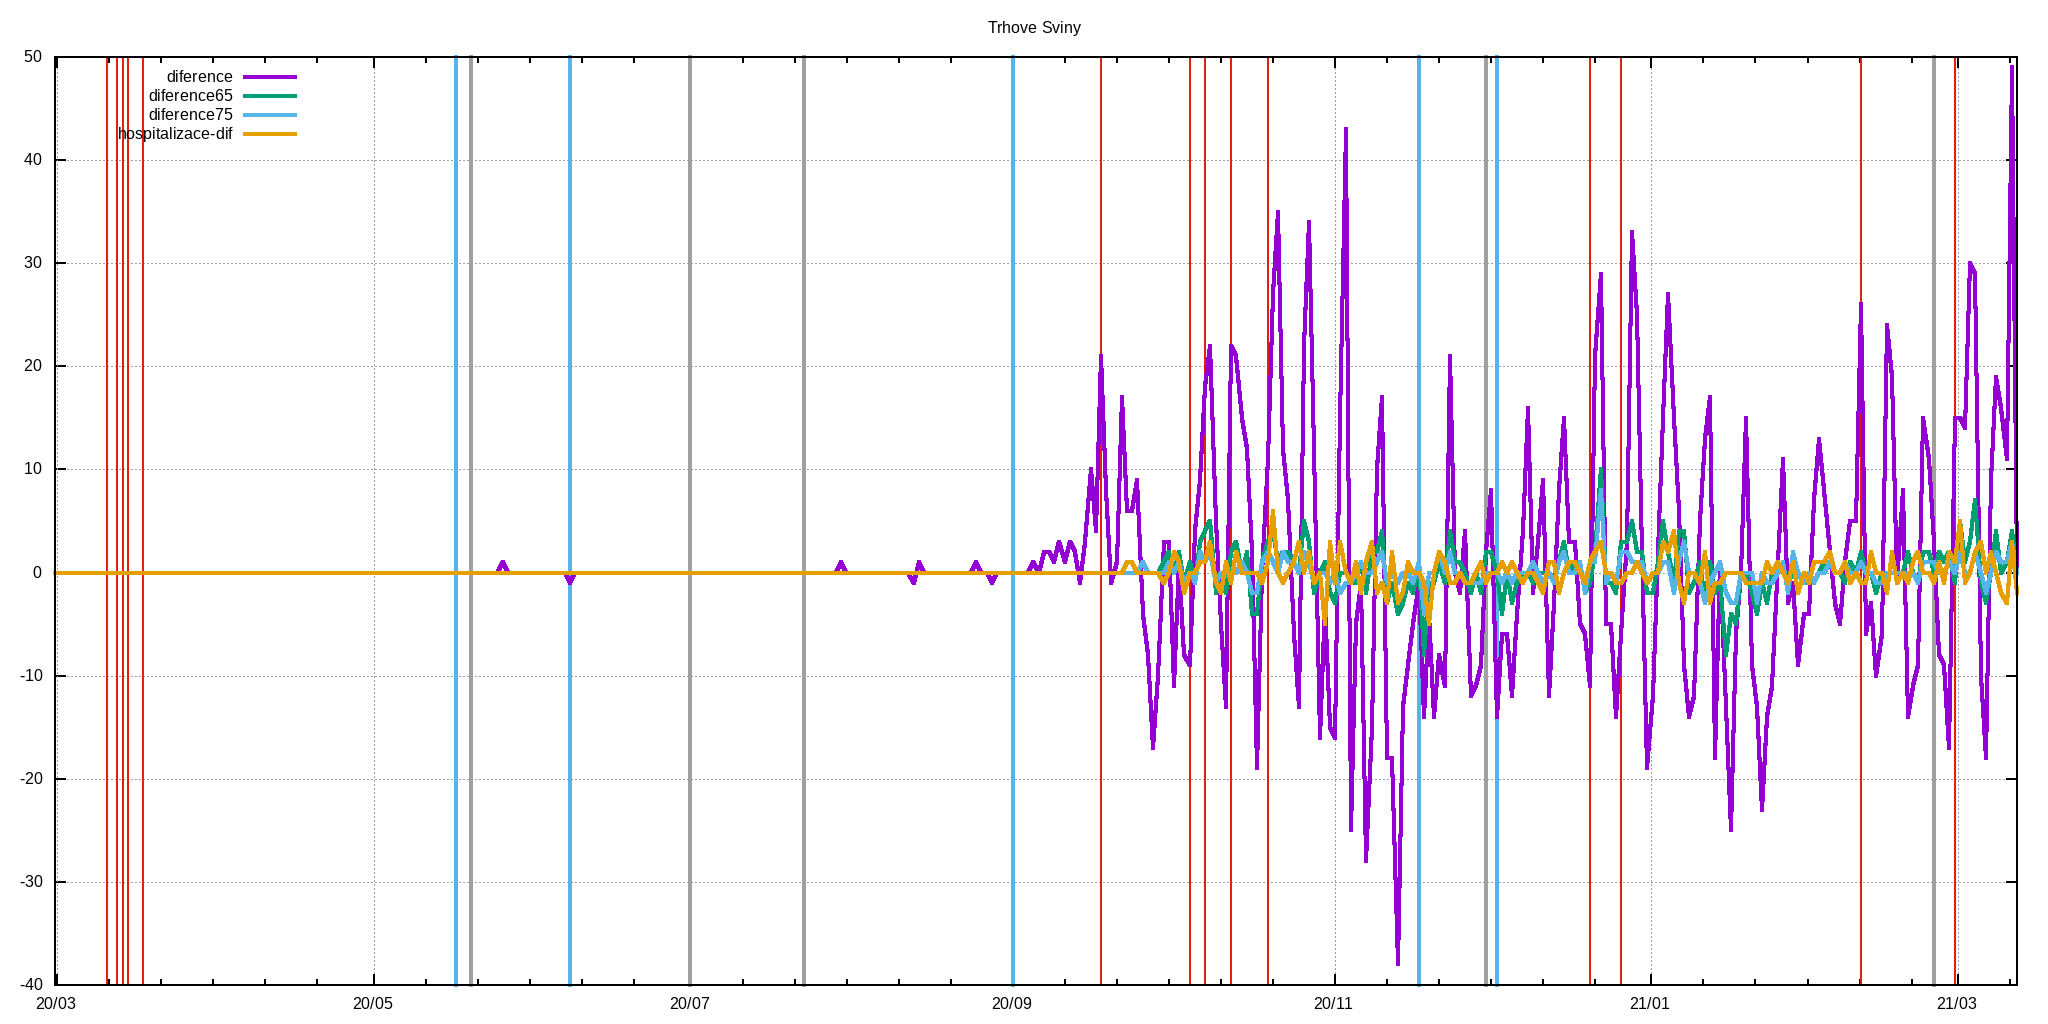 Trhove Sviny
diference
diference65
diference75
hospitalizace-dif
50
40
30
20
10
0
-10
-20
-30
-40
20/03 20/05 20/07 20/09 20/11 21/01 21/03